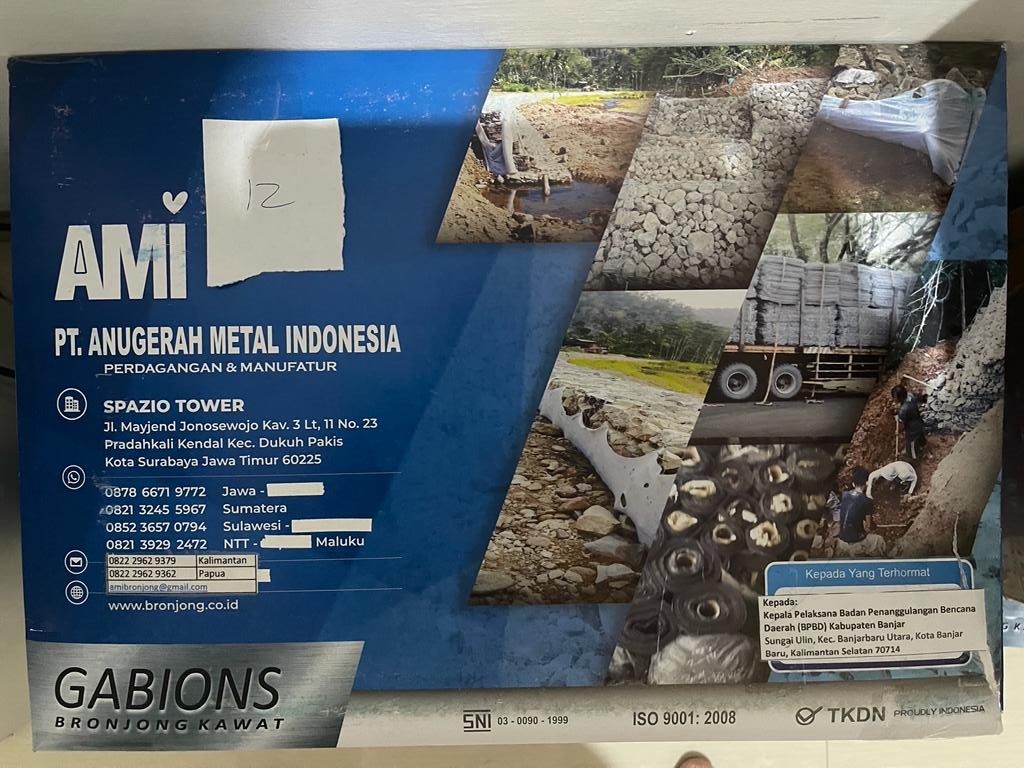 12
AMI
PT. ANUGERAH METAL INDONESIA
PERDAGANGAN & MANUFATUR
SPAZIO TOWER
Jl. Mayjend Jonosewojo Kav. 3 Lt, 11 No. 23
Pradahkali Kendal Kec. Dukuh Pakis
Kota Surabaya Jawa Timur 60225
0878 6671 9772 Jawa -
0821 3245 5967 Sumatera
0852 3657 0794 Sulawesi -
0821 3929 2472 NTT - Maluku
0822 2962 9379 Kalimantan
0822 2962 9362 Papua
amibronjong@gmail.com
www.bronjong.co.id
Kepada Yang Terhormat
Kepada:
Kepala Pelaksana Badan Penanggulangan Bencana
Daerah (BPBD) Kabupaten Banjar
Sungai Ulin, Kec. Banjarbaru Utara, Kota Banjar
Baru, Kalimantan Selatan 70714
GABIONS
BRONJONG KAWAT
SNI 03 - 0090 - 1999
ISO 9001: 2008
TKDN PROUDLY INDONESIA